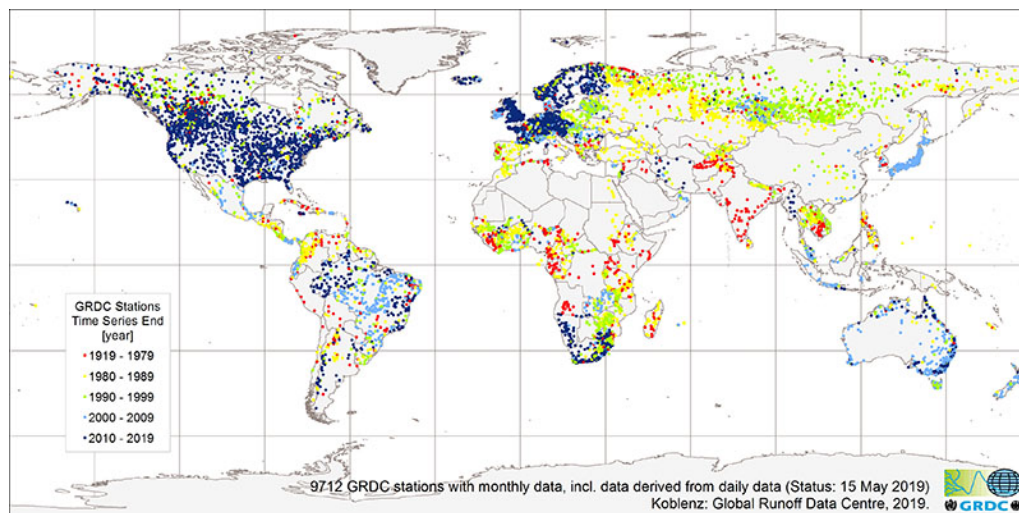 GRDC Stations
Time Series End
[year]
1919 - 1979
1980 - 1989
1990 - 1999
2000 - 2009
2010 - 2019
9712 GRDC stations with monthly data, incl. data derived from daily data (Status: 15 May 2019)
Koblenz: Global Runoff Data Centre, 2019.
GRDC